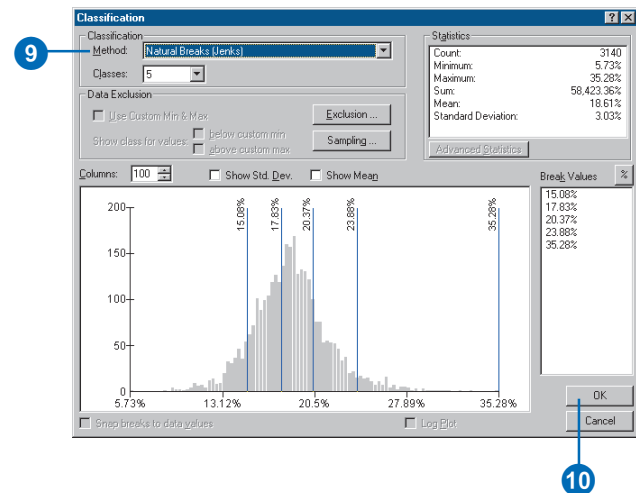 Classification
Classification
Method: Natural Breaks (Jenks)
Classes: 5
Data Exclusion
Use Custom Min & Max
Exclusion ...
Show class for values:
below custom min
above custom max
Sampling ...
Statistics
Count: 3140
Minimum: 5.73%
Maximum: 35.28%
Sum: 58,423.36%
Mean: 18.61%
Standard Deviation: 3.03%
Advanced Statistics
Columns: 100
Show Std. Dev.
Show Mean
Break Values
%
15.08%
17.83%
20.37%
23.88%
35.28%
200
150
100
50
0
15.08%
17.83%
20.37%
23.88%
35.28%
5.73%
13.12%
20.5%
27.89%
35.28%
Snap breaks to data values
Log Plot
OK
Cancel
9
10